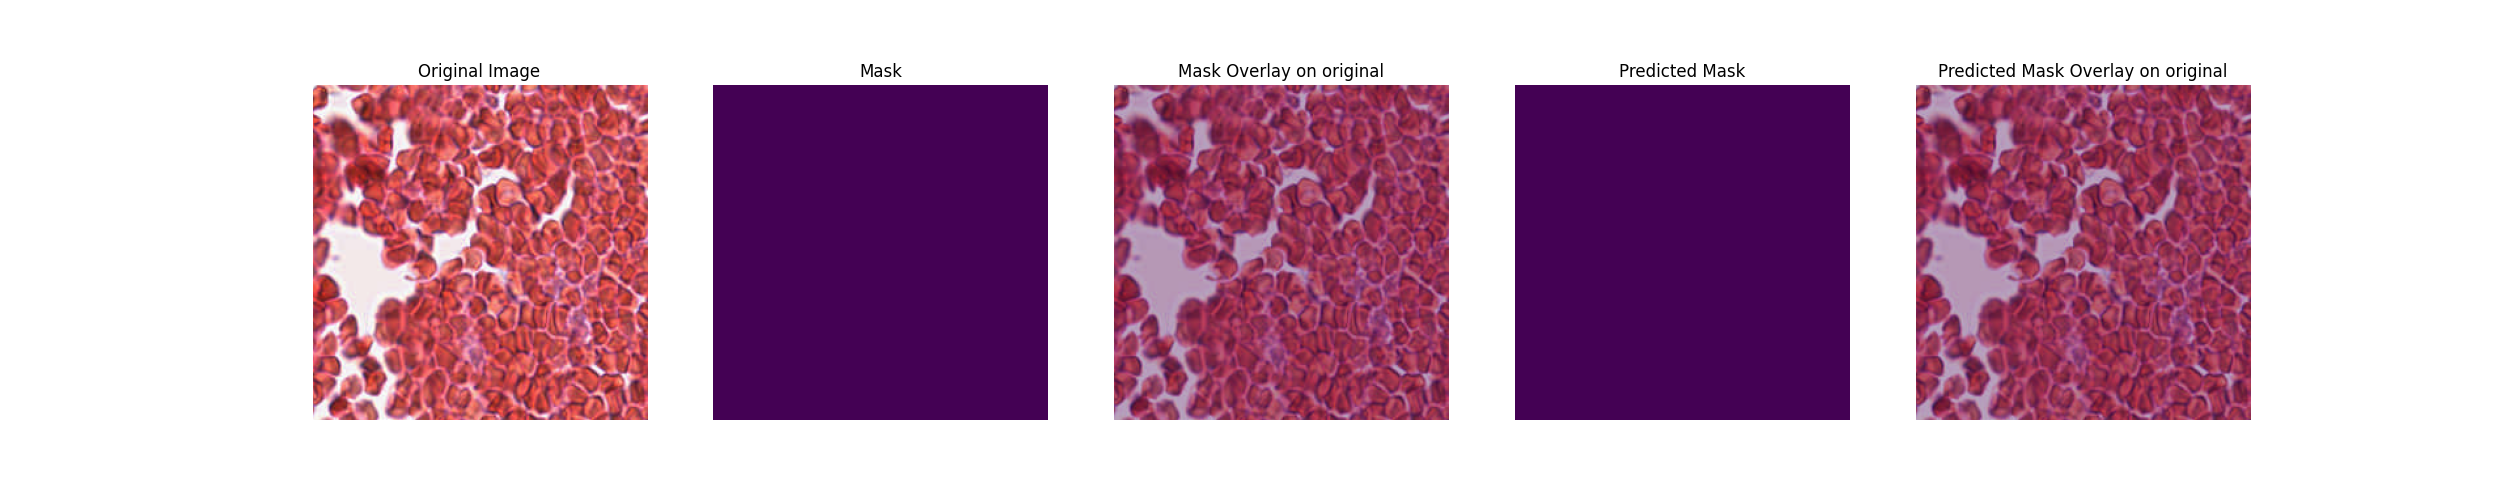 Original Image
Mask
Mask Overlay on original
Predicted Mask
Predicted Mask Overlay on original